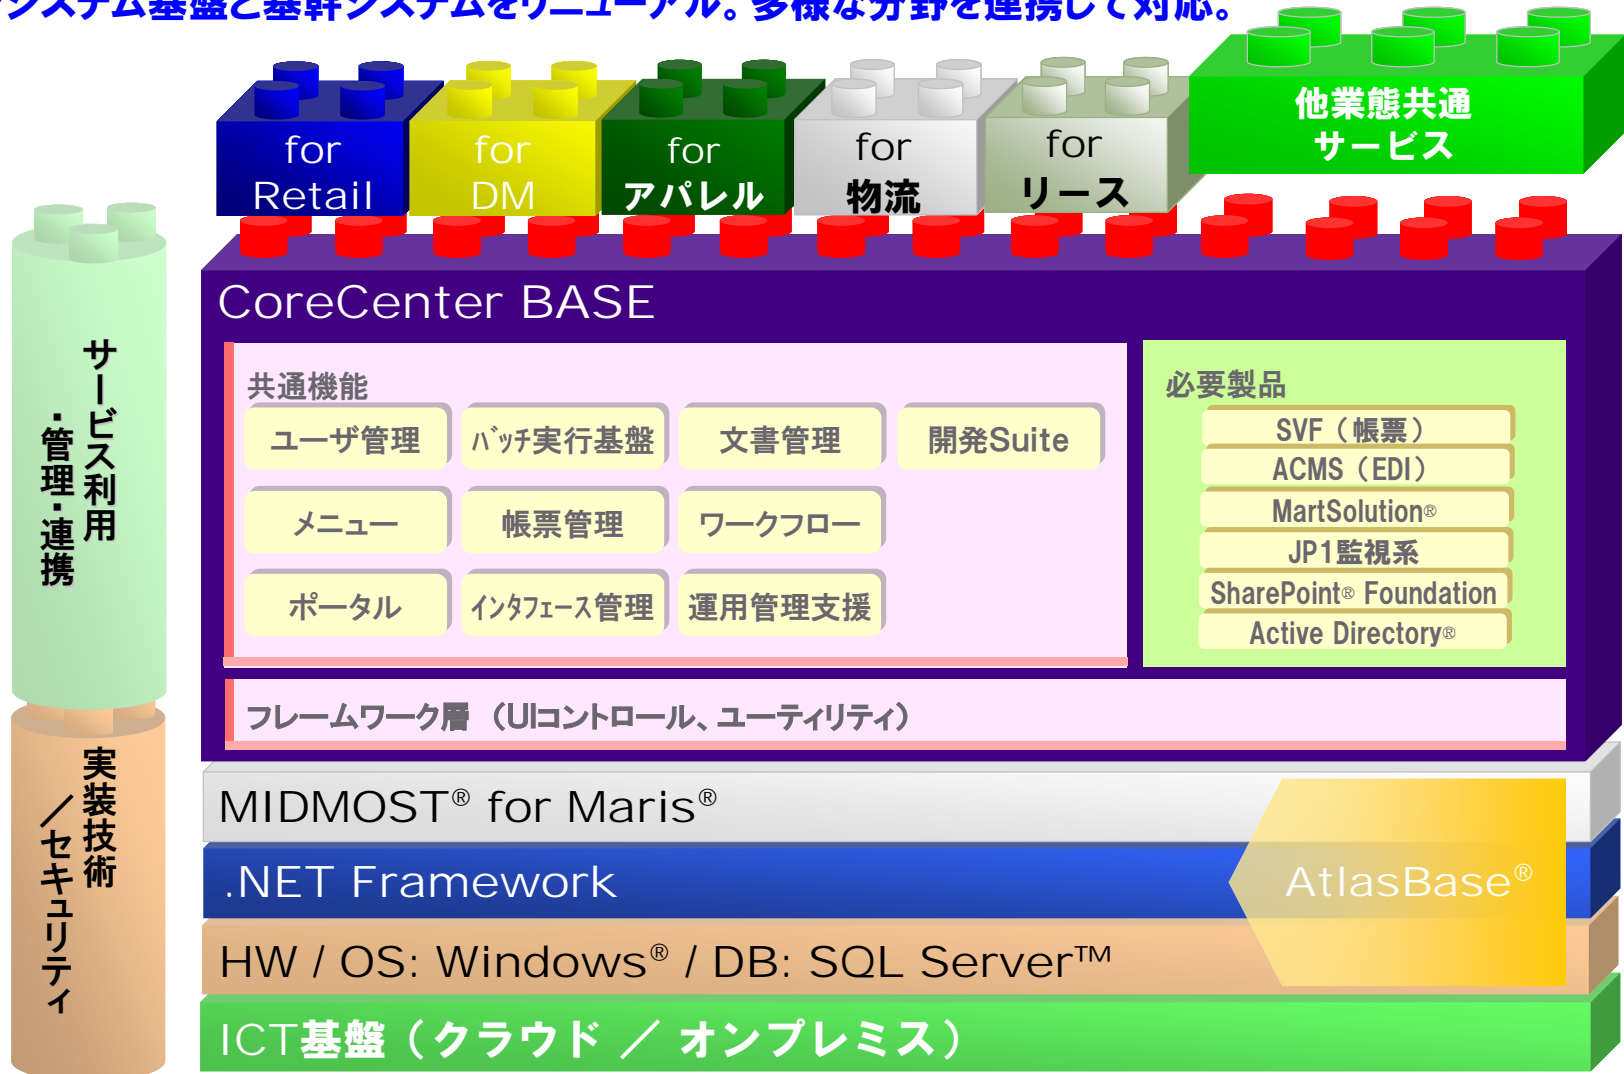 システム基盤と基幹システムをリニューアル。多様な分野を連携して対応。
for
Retail
for
DM
for
アパレル
for
物流
for
リース
他業態共通
サービス
サービス利用
・管理・連携
実装技術
／セキュリティ
CoreCenter BASE
共通機能
ユーザ管理
ﾊﾞｯﾁ実行基盤
文書管理
開発Suite
メニュー
帳票管理
ワークフロー
ポータル
ｲﾝﾀﾌｪｰｽ管理
運用管理支援
必要製品
SVF（帳票）
ACMS（EDI）
MartSolution®
JP1監視系
SharePoint® Foundation
Active Directory®
フレームワーク層 （UIコントロール、ユーティリティ）
MIDMOST® for Maris®
.NET Framework
AtlasBase®
HW / OS: Windows® / DB: SQL Server™
ICT基盤（クラウド ／ オンプレミス）